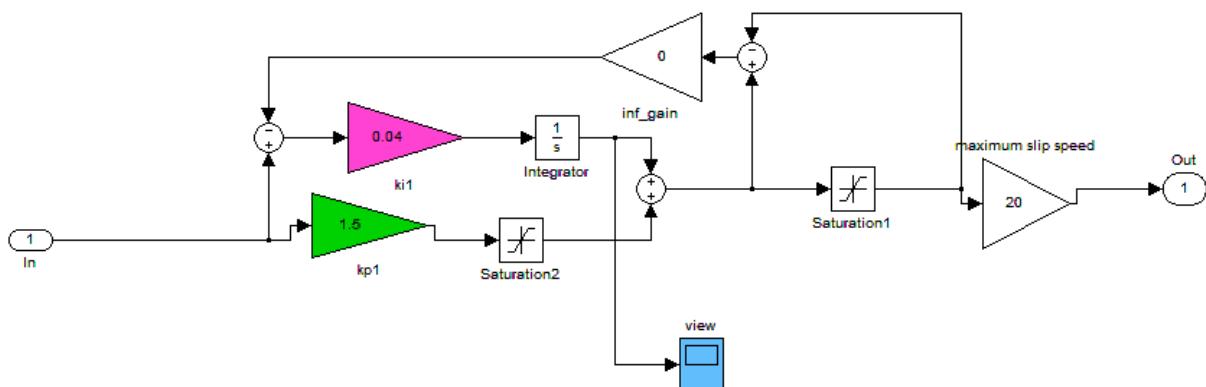 0
inf_gain
−
+
−
+
0.04
ki1
1
s
Integrator
+
+
maximum slip speed
Out
1
20
Saturation1
1
In
1.5
kp1
Saturation2
view